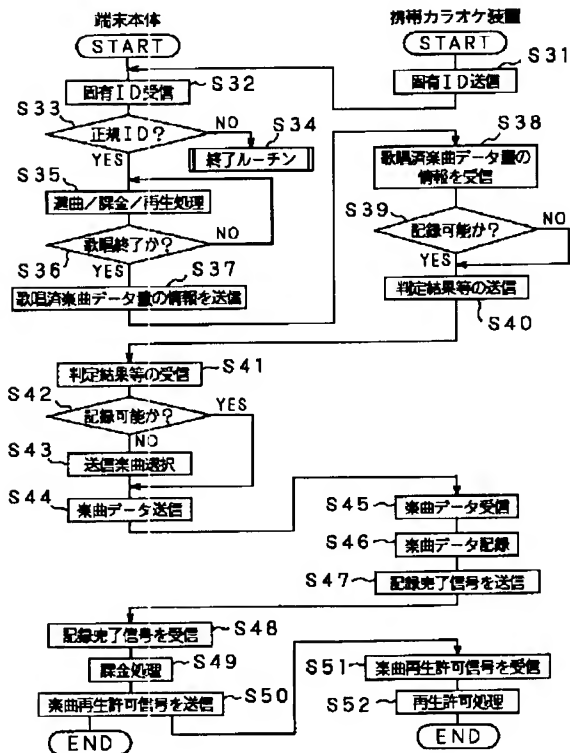 端末本体
START
固有ID受信
S32
S33
正規ID?
NO
YES
S34
終了ルーチン
S35
選曲/課金/再生処理
歌唱終了か?
NO
S36
YES
S37
歌唱済楽曲データ量の情報を送信
携帯カラオケ装置
START
S31
固有ID送信
S38
歌唱済楽曲データ量の
情報を受信
S39
記録可能か?
NO
YES
判定結果等の送信
S40
判定結果等の受信
S41
S42
記録可能か?
YES
NO
S43
送信楽曲選択
S44
楽曲データ送信
S45
楽曲データ受信
S46
楽曲データ記録
S47
記録完了信号を送信
記録完了信号を受信
S48
課金処理
S49
楽曲再生許可信号を送信
S50
END
S51
楽曲再生許可信号を受信
S52
再生許可処理
END